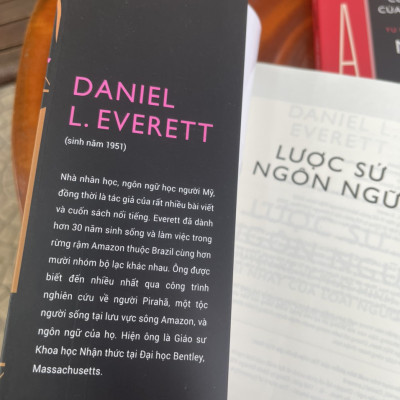 DANIEL
L. EVERETT
(sinh năm 1951)
Nhà nhân học, ngôn ngữ học người Mỹ,
đồng thời là tác giả của rất nhiều bài viết
và cuốn sách nổi tiếng. Everett đã dành
hơn 30 năm sinh sống và làm việc trong
rừng rậm Amazon thuộc Brazil cùng hơn
mười nhóm bộ lạc khác nhau. Ông được
biết đến nhiều nhất qua công trình
nghiên cứu về người Pirahã, một tộc
người sống tại lưu vực sông Amazon, và
ngôn ngữ của họ. Hiện ông là Giáo sư
Khoa học Nhận thức tại Đại học Bentley,
Massachusetts.
DANIEL L.
EVERETT
LƯỢC SỬ
NGÔN NGỮ